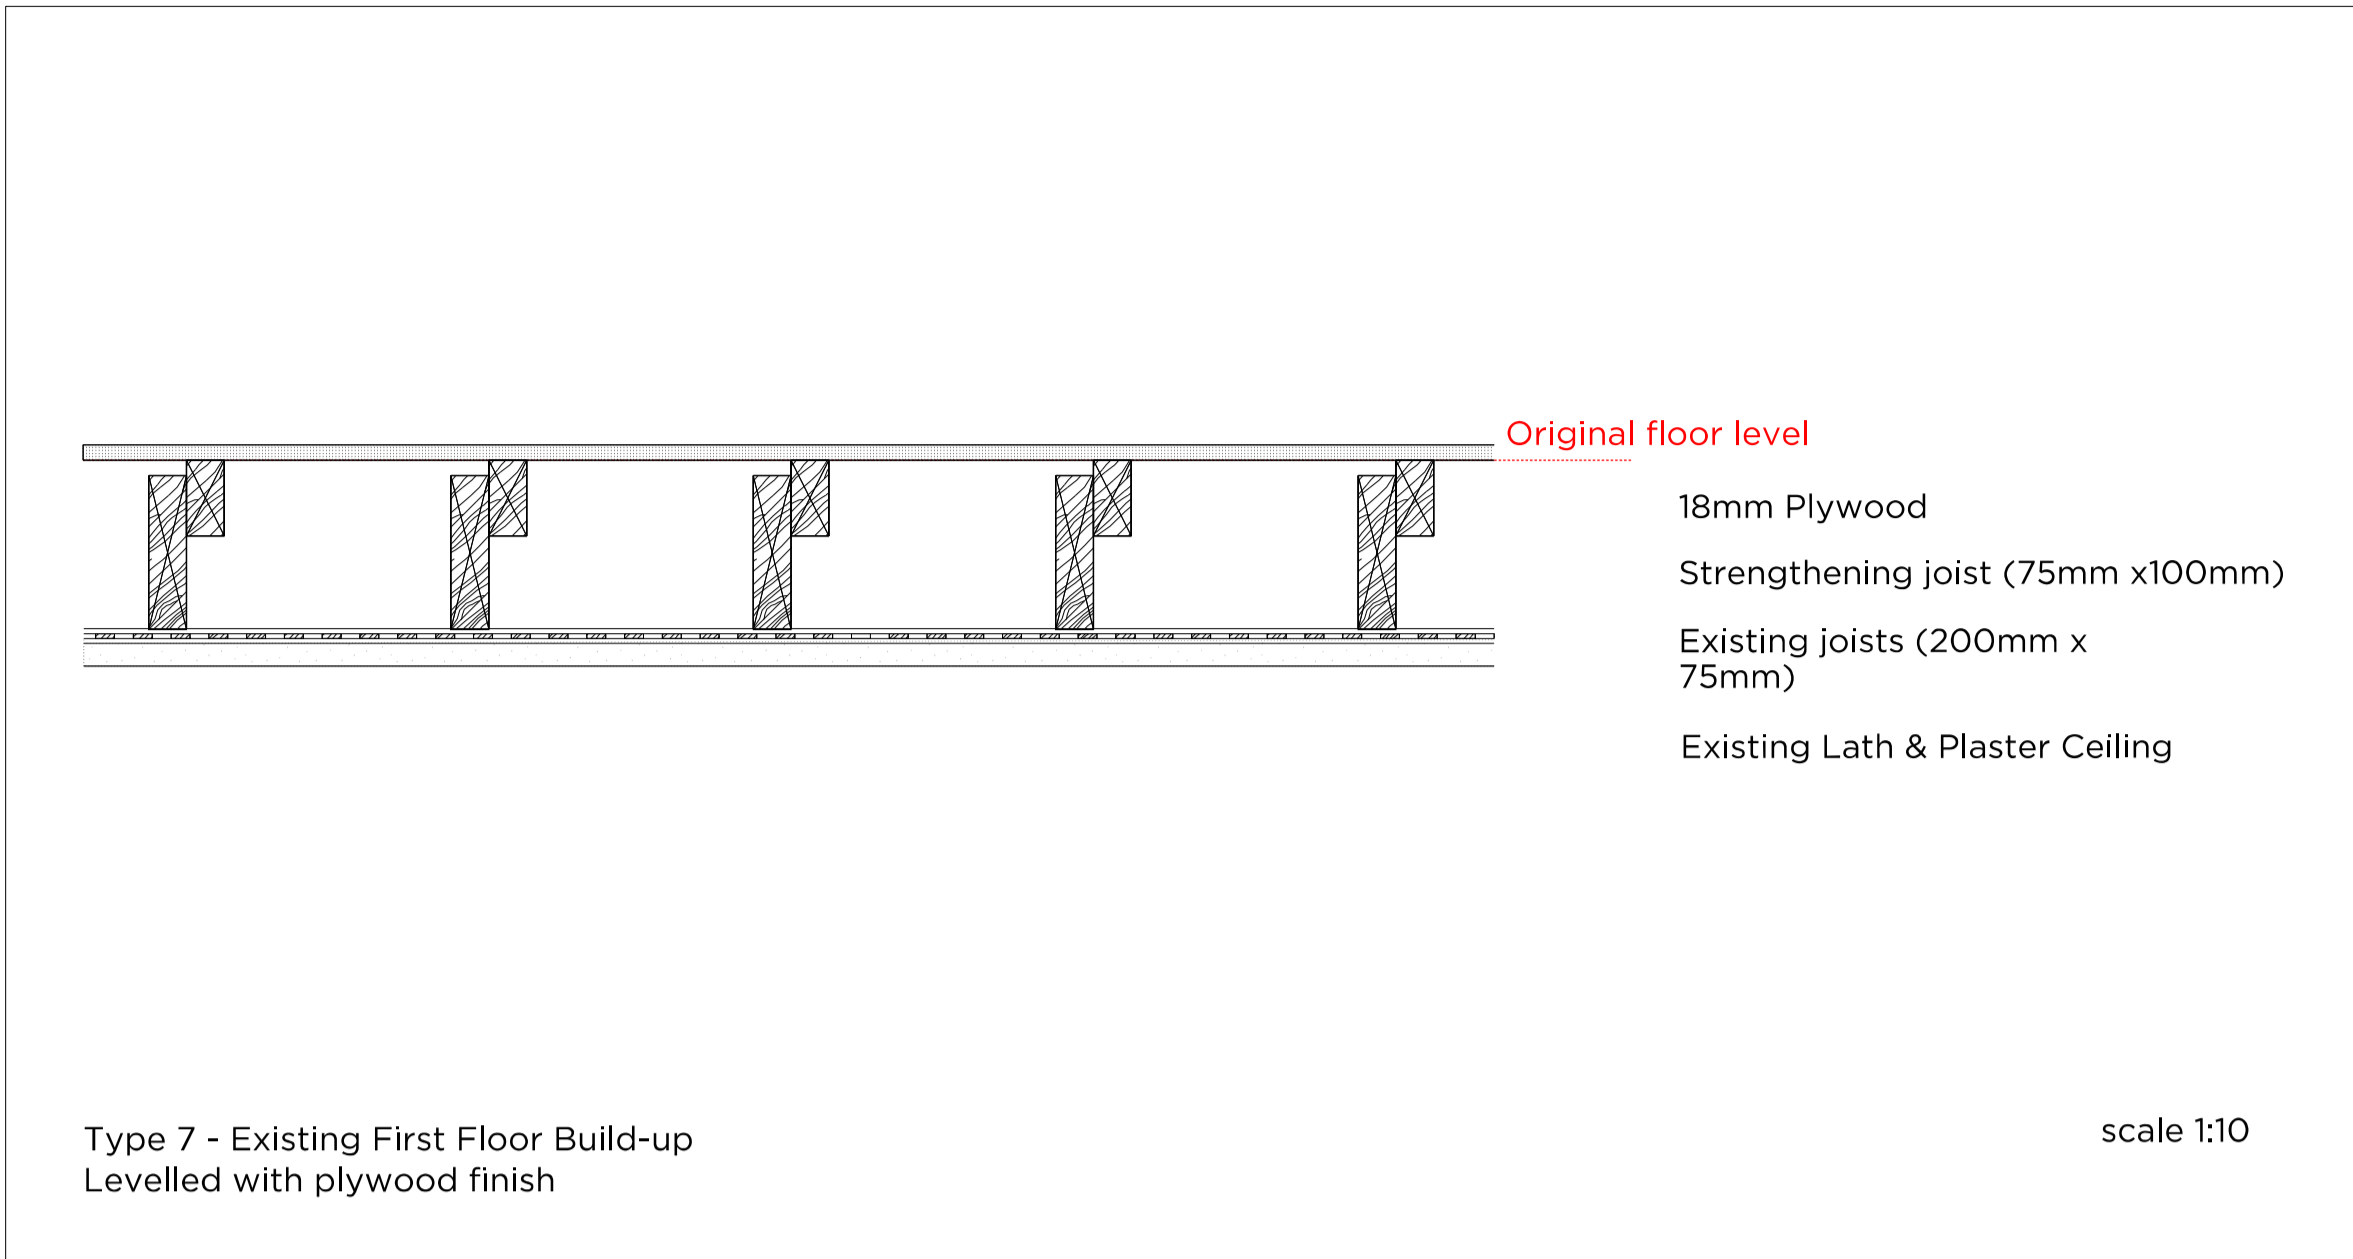 Original floor level
18mm Plywood
Strengthening joist (75mm x100mm)
Existing joists (200mm x
75mm)
Existing Lath & Plaster Ceiling
Type 7 - Existing First Floor Build-up
Levelled with plywood finish
scale 1:10